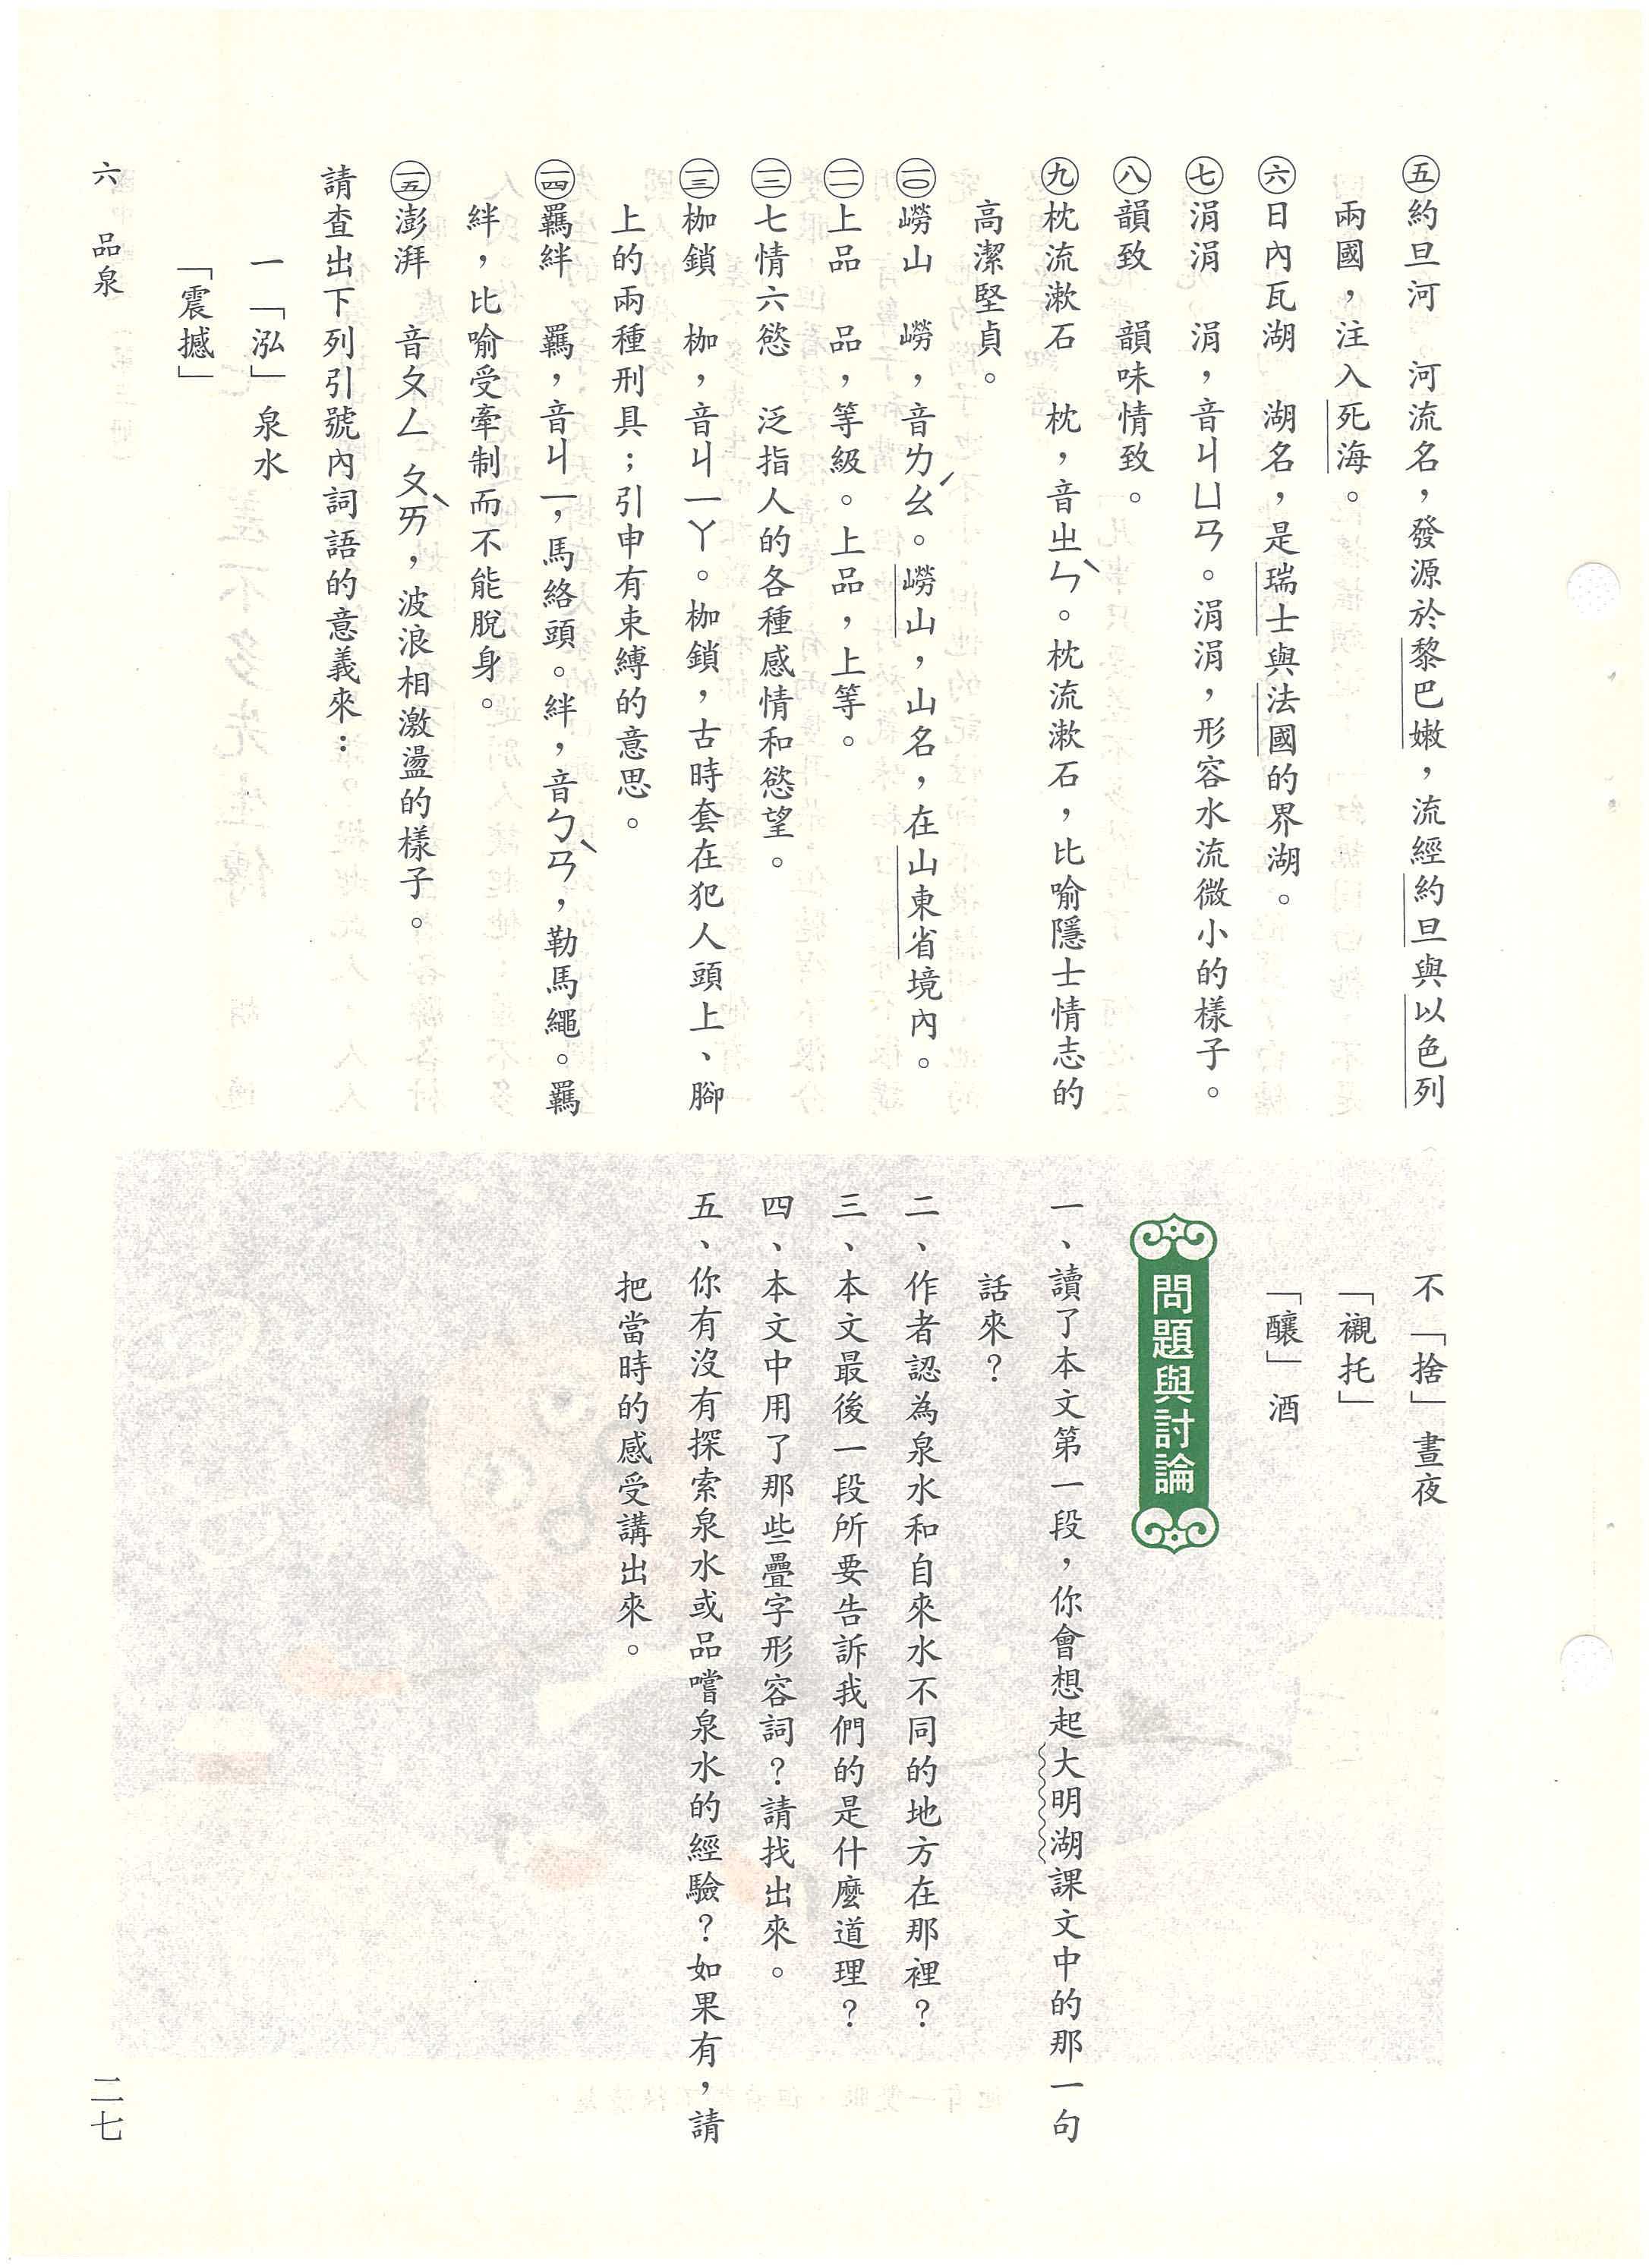 ㊄約旦河　河流名，發源於黎巴嫩，流經約旦與以色列
兩國，注入死海。
㊅日內瓦湖　湖名，是瑞士與法國的界湖。
㊆涓涓　涓，音ㄐㄩㄢ。涓涓，形容水流微小的樣子。
㊇韻致　韻味情致。
㊈枕流漱石　枕，音ㄓㄣˋ。枕流漱石，比喻隱士情志的
高潔堅貞。
(一〇)嶗山　嶗，音ㄌㄠˊ。嶗山，山名，在山東省境內。
(一一)上品　品，等級。上品，上等。
(一二)七情六慾　泛指人的各種感情和慾望。
(一三)枷鎖　枷，音ㄐㄧㄚ。枷鎖，古時套在犯人頭上、腳
上的兩種刑具；引申有束縛的意思。
(一四)羈絆　羈，音ㄐㄧ，馬絡頭。絆，音ㄅㄢˋ，勒馬繩。羈
絆，比喻受牽制而不能脫身。
(一五)澎湃　音ㄆㄥ ㄆㄞˋ，波浪相激盪的樣子。
請查出下列引號內詞語的意義來：
一「泓」泉水
「震撼」
不「捨」晝夜
「襯托」
「釀」酒
問題與討論
一、讀了本文第一段，你會想起大明湖課文中的那一句
話來？
二、作者認為泉水和自來水不同的地方在那裡？
三、本文最後一段所要告訴我們的是什麼道理？
四、本文中用了那些疊字形容詞？請找出來。
五、你有沒有探索泉水或品嚐泉水的經驗？如果有，請
把當時的感受講出來。
六　品泉
二七